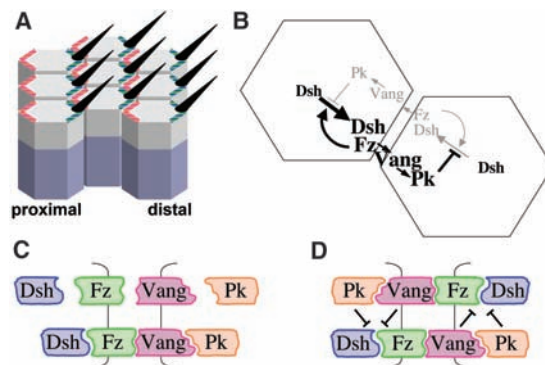 A
proximal
distal
B
Dsh
Pk
Vang
Fz
Dsh
Dsh
Fz
Vang
Pk
Dsh
C
Dsh Fz Vang Pk
Dsh Fz Vang Pk
D
Pk Vang Fz Dsh
Dsh Fz Vang Pk